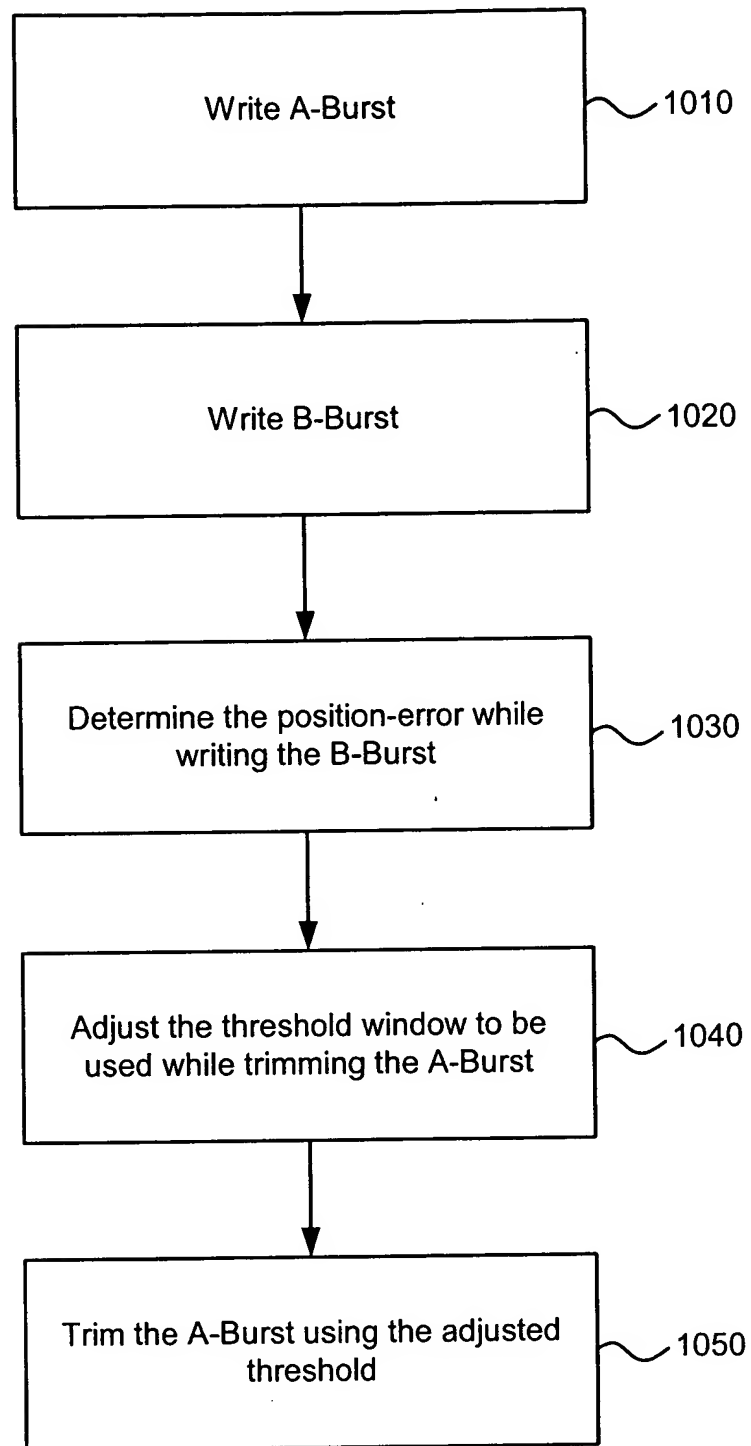 Write A-Burst
1010
Write B-Burst
1020
Determine the position-error while
writing the B-Burst
1030
Adjust the threshold window to be
used while trimming the A-Burst
1040
Trim the A-Burst using the adjusted
threshold
1050